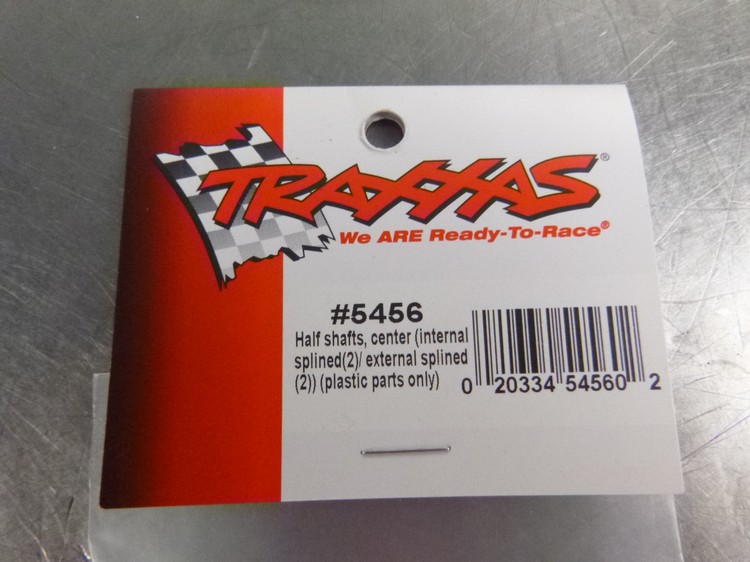 TRAXXAS®
We ARE Ready-To-Race®
#5456
Half shafts, center (internal
splined(2)/ external splined
(2)) (plastic parts only)
0 20334 54560 2